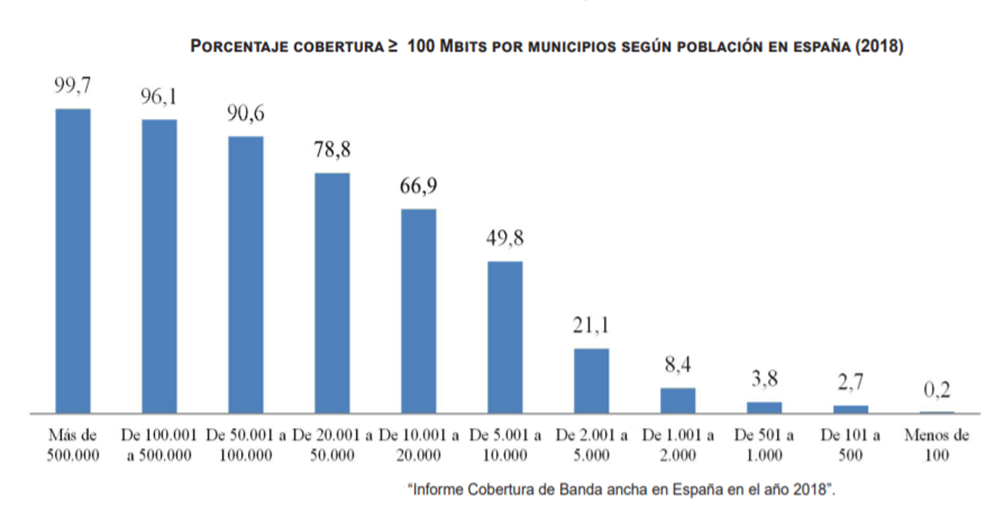 PORCENTAJE COBERTURA ≥ 100 MBITS POR MUNICIPIOS SEGÚN POBLACIÓN EN ESPAÑA (2018)
99,7
96,1
90,6
78,8
66,9
49,8
21,1
8,4
3,8
2,7
0,2
Más de
500.000
De 100.001
a 500.000
De 50.001 a
100.000
De 20.001 a
50.000
De 10.001 a
20.000
De 5.001 a
10.000
De 2.001 a
5.000
De 1.001 a
2.000
De 501 a
1.000
De 101 a
500
Menos de
100
“Informe Cobertura de Banda ancha en España en el año 2018”.